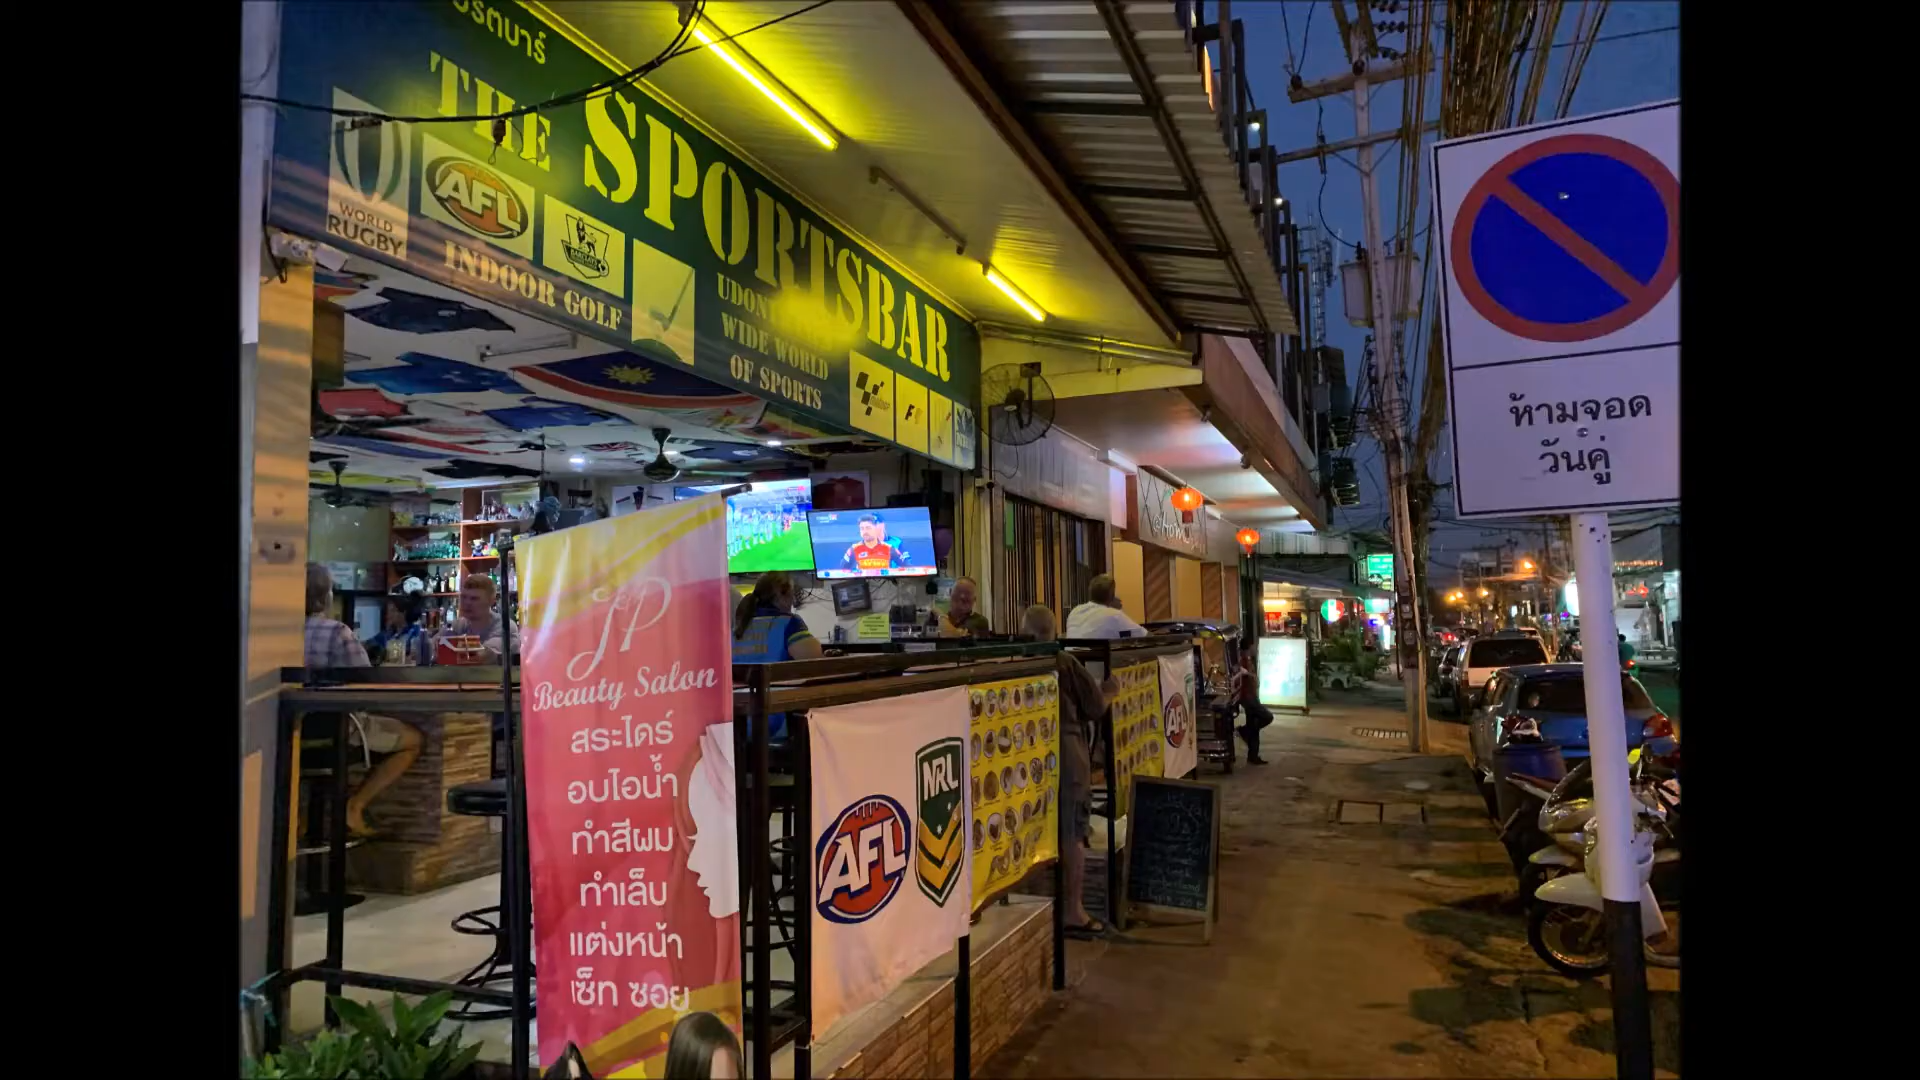 THE SPORTSBAR
WORLD
RUGBY
AFL
BARCLAYS
INDOOR GOLF
WIDE WORLD
OF SPORTS
JP
Beauty Salon
สระไดร์
อบไอน้ำ
ทำสีผม
ทำเล็บ
แต่งหน้า
เซ็ท ซอย
AFL
NRL
AFL
ห้ามจอด
วันคู่